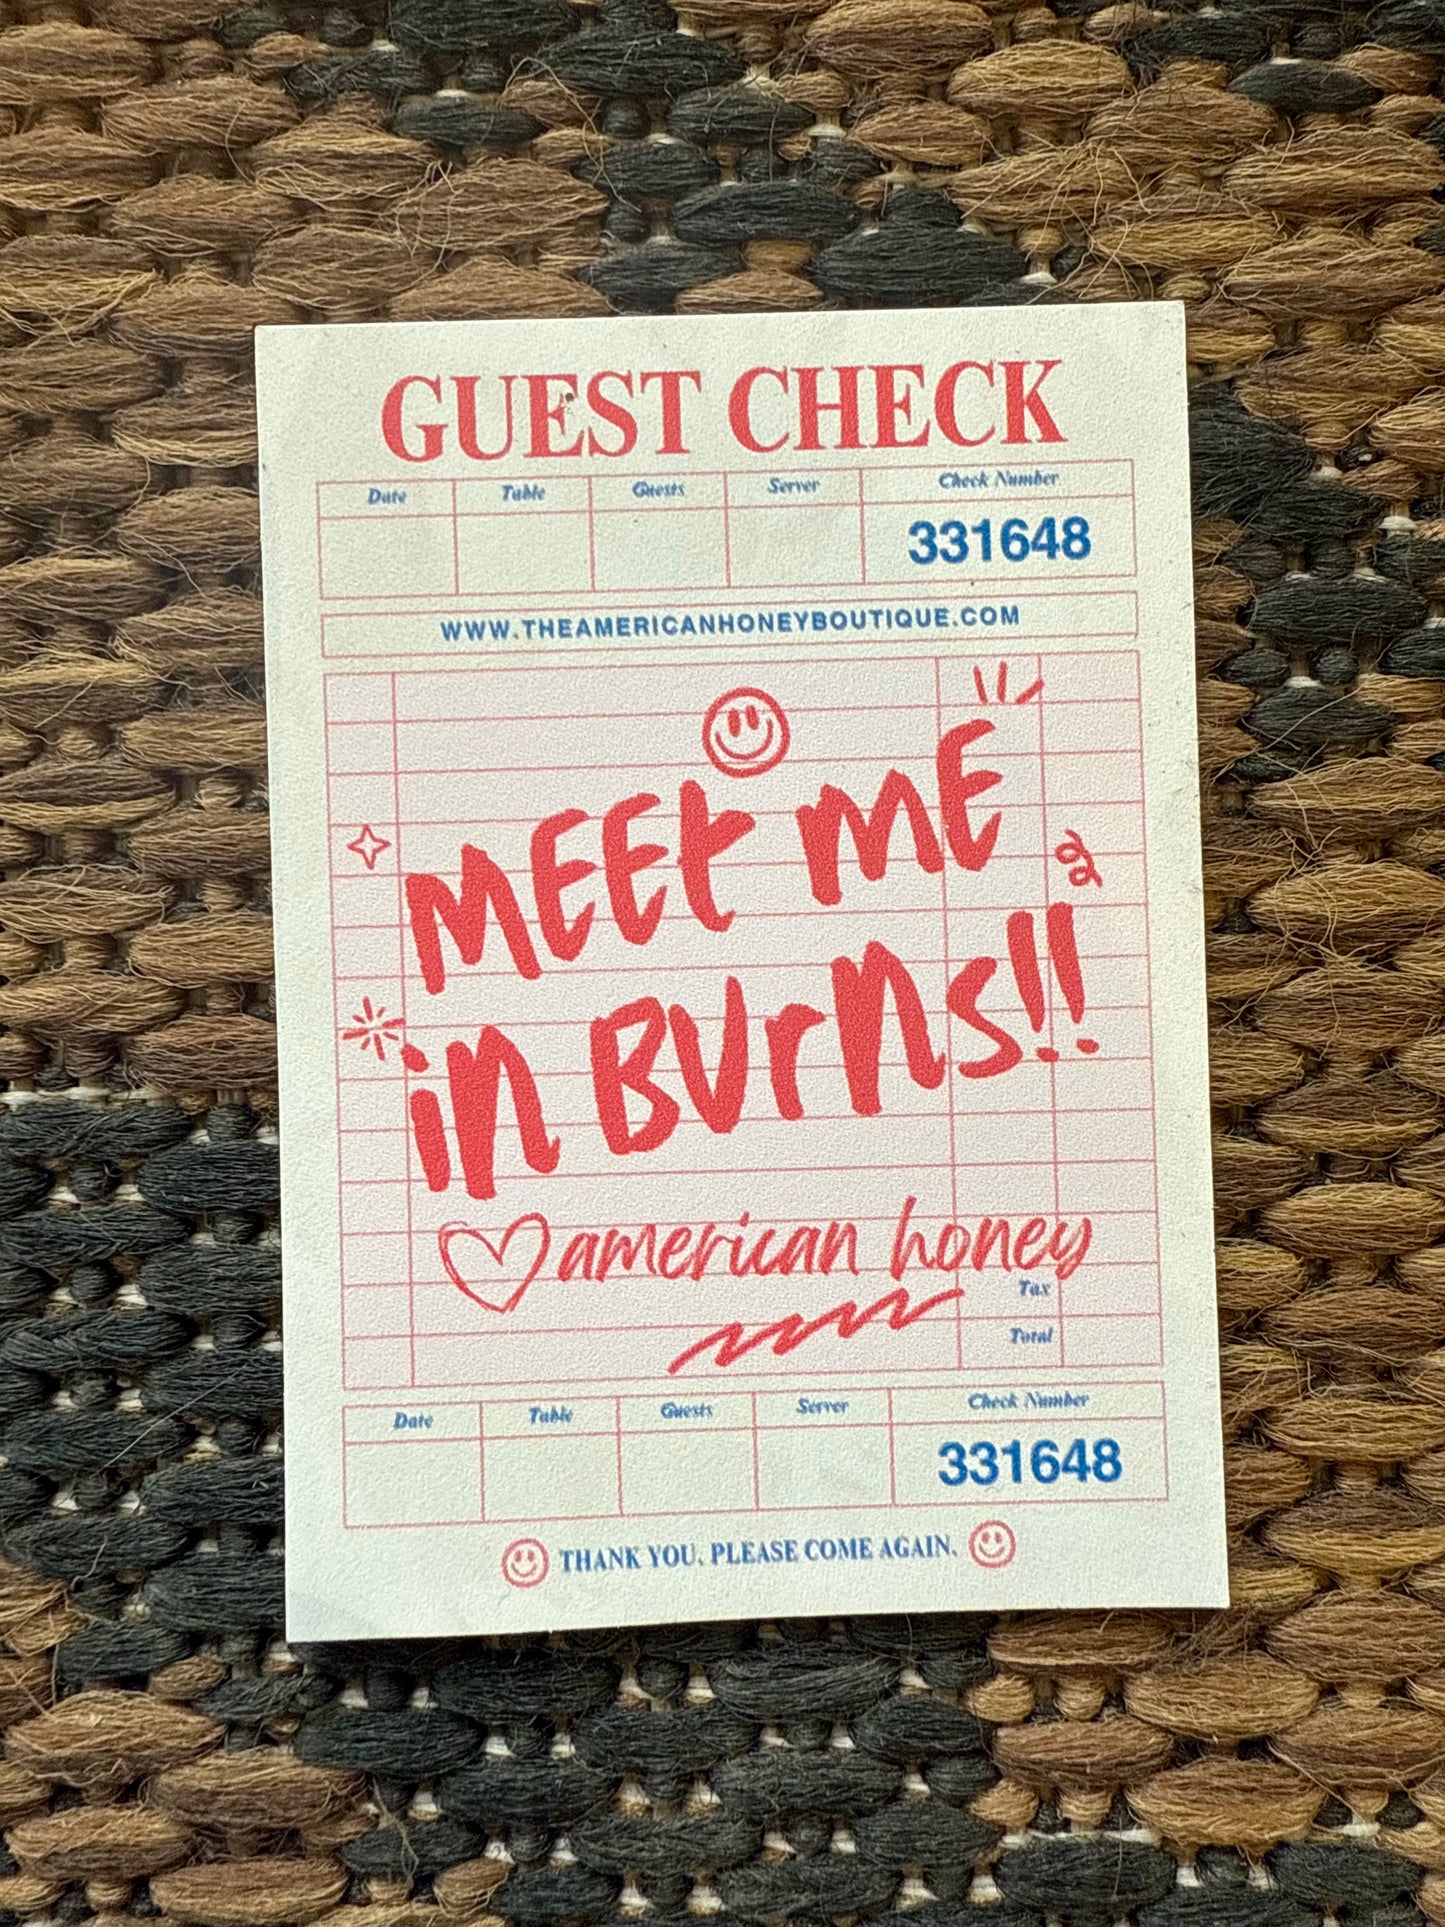 GUEST CHECK
Date Table Guests Server Check Number
331648
WWW.THEAMERICANHONEYBOUTIQUE.COM
MEEt ME
in BUrns!!
american honey
Tax
Total
Date Table Guests Server Check Number
331648
THANK YOU. PLEASE COME AGAIN.